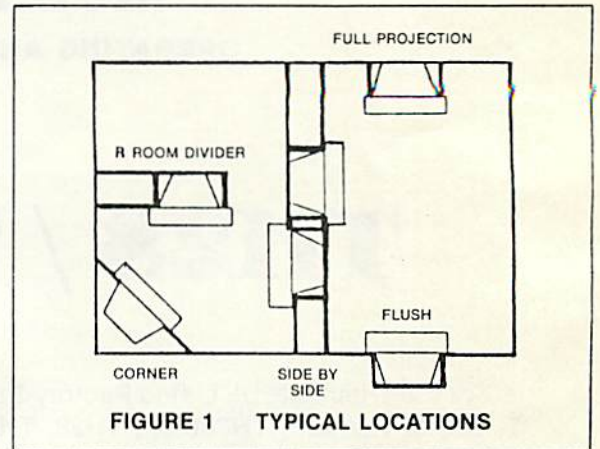 FULL PROJECTION
R ROOM DIVIDER
FLUSH
CORNER
SIDE BY
SIDE
FIGURE 1 TYPICAL LOCATIONS